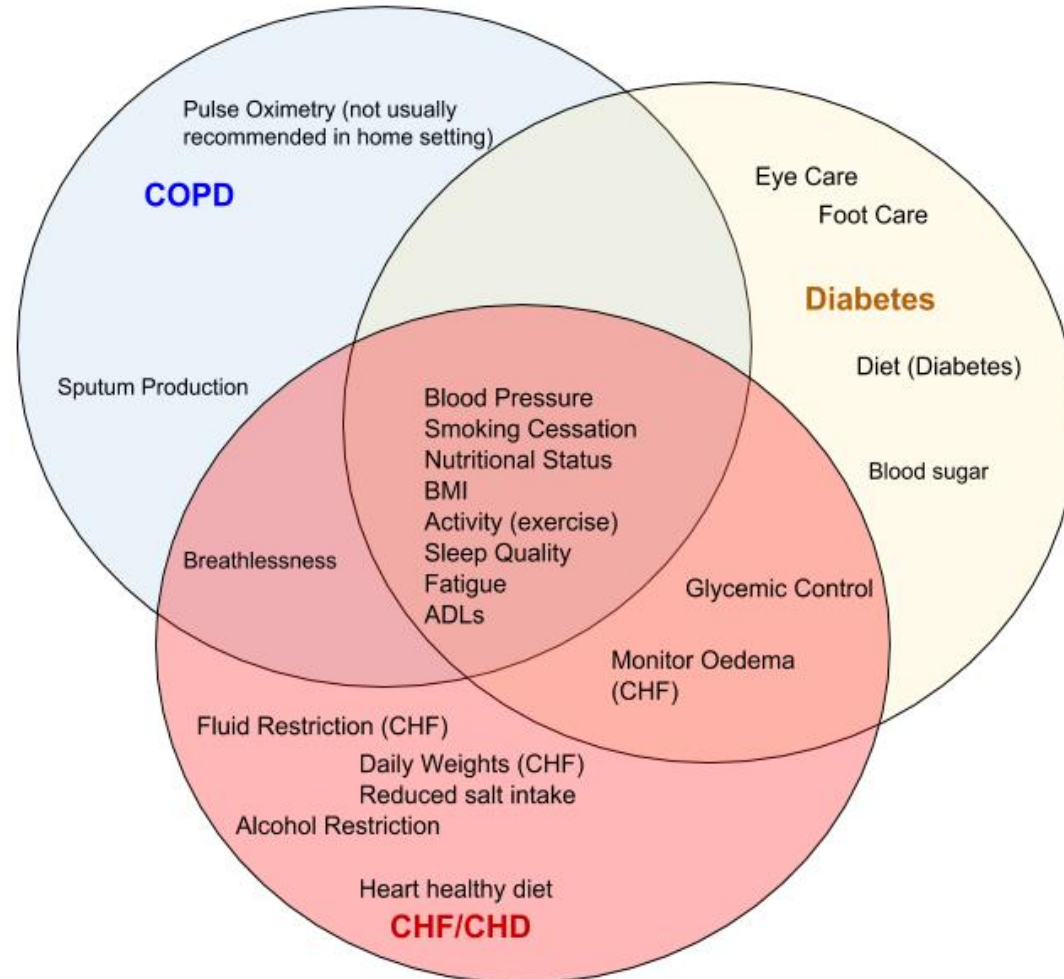 Pulse Oximetry (not usually
recommended in home setting)
COPD
Eye Care
Foot Care
Diabetes
Diet (Diabetes)
Sputum Production
Blood Pressure
Smoking Cessation
Nutritional Status
BMI
Activity (exercise)
Sleep Quality
Fatigue
ADLs
Blood sugar
Breathlessness
Glycemic Control
Monitor Oedema
(CHF)
Fluid Restriction (CHF)
Daily Weights (CHF)
Reduced salt intake
Alcohol Restriction
Heart healthy diet
CHF/CHD